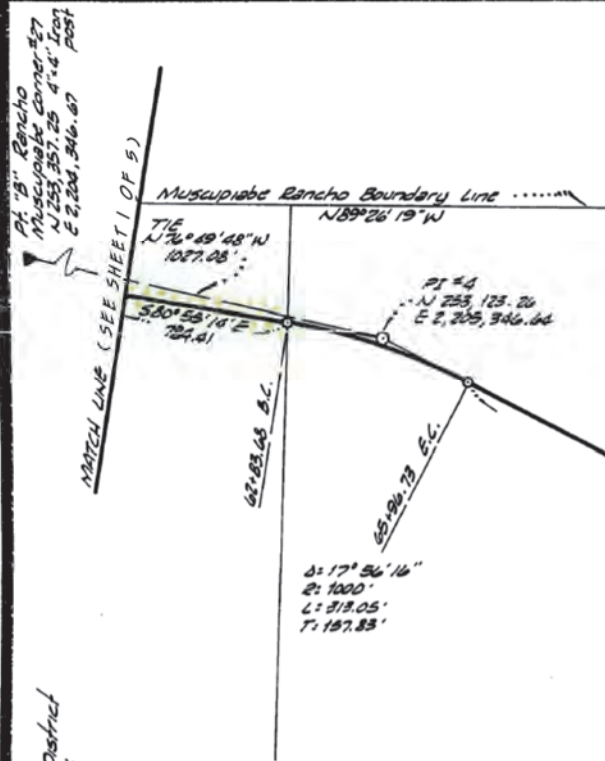 Pt. "B" Rancho
Muscupiabe Corner #27
N 253,357.25 4"x4" Iron
E 2,204,346.67 post
MATCH LINE (SEE SHEET 1 OF 5)
Muscupiabe Rancho Boundary Line
N89°26'19"W
TIE
N 76°49'48"W
1027.08'
S80°58'14"E
784.41
PI #4
N 253,123.26
E 2,205,346.64
62+83.68 B.C.
65+96.73 E.C.
Δ= 17°56'16"
R= 1000'
L= 313.05'
T= 157.83'
District